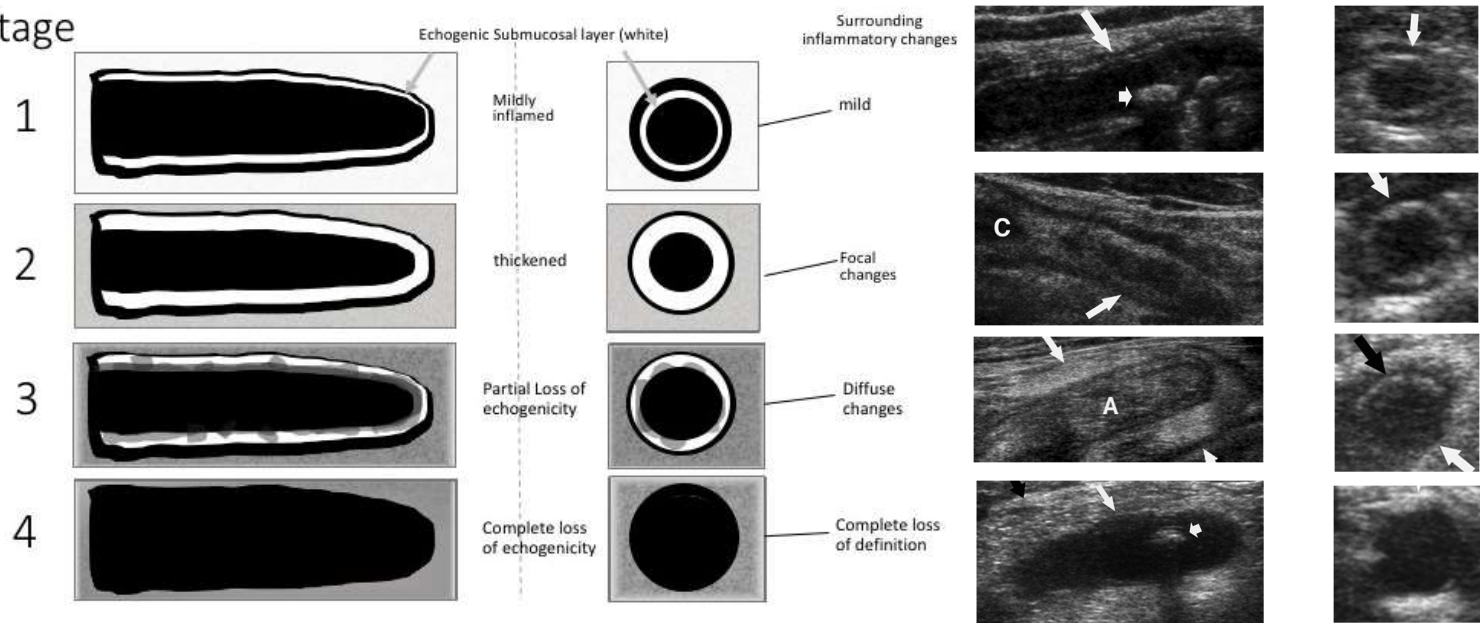 tage
Echogenic Submucosal layer (white)
Surrounding
inflammatory changes
1
Mildly
inflamed
mild
2
thickened
Focal
changes
C
3
Partial Loss of
echogenicity
Diffuse
changes
A
4
Complete loss
of echogenicity
Complete loss
of definition